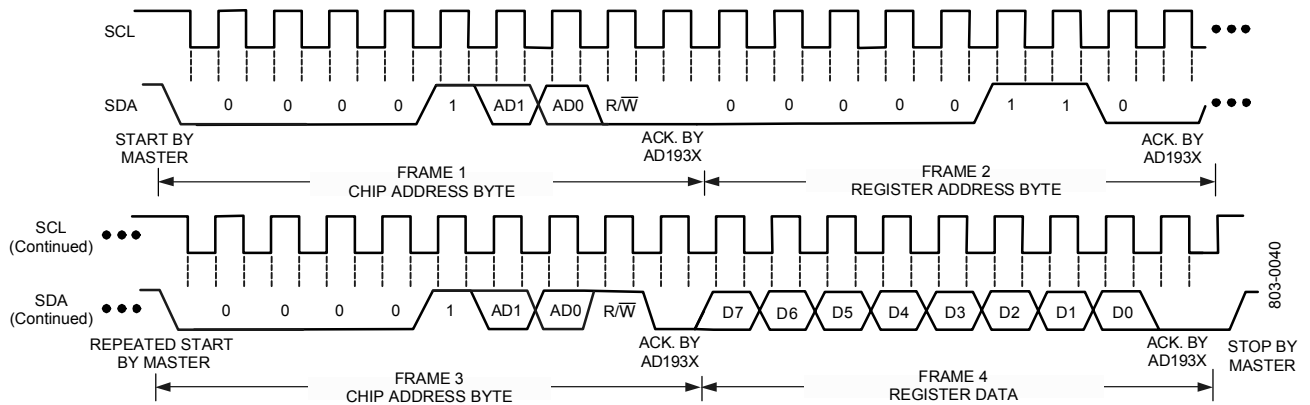 SCL
SDA 0 0 0 0 1 AD1 AD0 R/W̅ 0 0 0 0 0 1 1 0
START BY
MASTER
ACK. BY
AD193X
ACK. BY
AD193X
FRAME 1
CHIP ADDRESS BYTE
FRAME 2
REGISTER ADDRESS BYTE
SCL
(Continued)
SDA
(Continued)
0 0 0 0 1 AD1 AD0 R/W̅ D7 D6 D5 D4 D3 D2 D1 D0
REPEATED START
BY MASTER
ACK. BY
AD193X
ACK. BY
AD193X
STOP BY
MASTER
FRAME 3
CHIP ADDRESS BYTE
FRAME 4
REGISTER DATA
803-0040